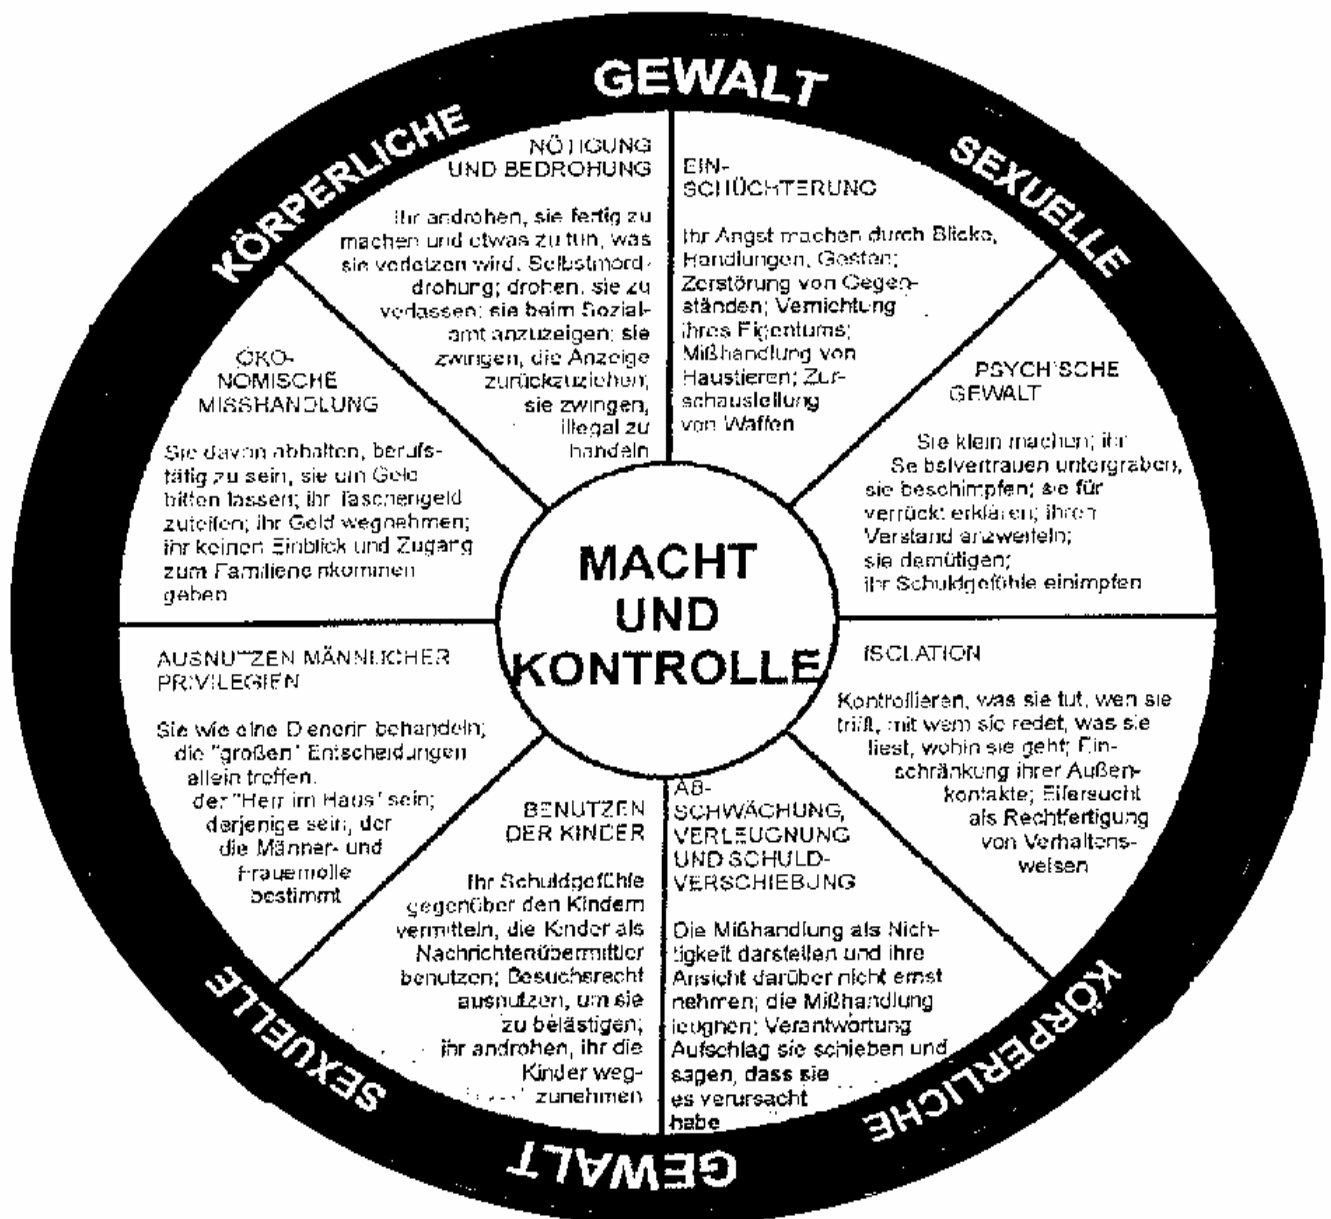 GEWALT
KÖRPERLICHE
SEXUELLE
NÖTIGUNG
UND BEDROHUNG
Ihr androhen, sie fertig zu
machen und etwas zu tun, was
sie verletzen wird. Selbstmord-
drohung; drohen, sie zu
verlassen; sie beim Sozial-
amt anzuzeigen; sie
zwingen, die Anzeige
zurückzuziehen;
sie zwingen,
illegal zu
handeln
EIN-
SCHÜCHTERUNG
Ihr Angst machen durch Blicke,
Handlungen, Gesten;
Zerstörung von Gegen-
ständen; Vernichtung
ihres Eigentums;
Mißhandlung von
Haustieren; Zur-
schaustellung
von Waffen
PSYCHISCHE
GEWALT
Sie klein machen; ihr
Selbstvertrauen untergraben,
sie beschimpfen; sie für
verrückt erklären; ihren
Verstand anzweifeln;
sie demütigen;
ihr Schuldgefühle einimpfen
ISOLATION
Kontrollieren, was sie tut, wen sie
trifft, mit wem sie redet, was sie
liest, wohin sie geht; Ein-
schränkung ihrer Außen-
kontakte; Eifersucht
als Rechtfertigung
von Verhaltens-
weisen
AB-
SCHWÄCHUNG,
VERLEUGNUNG
UND SCHULD-
VERSCHIEBUNG
Die Mißhandlung als Nich-
tigkeit darstellen und ihre
Ansicht darüber nicht ernst
nehmen; die Mißhandlung
leugnen; Verantwortung
Aufschlag sie schieben und
sagen, dass sie
es verursacht
habe
BENUTZEN
DER KINDER
Ihr Schuldgefühle
gegenüber den Kindern
vermitteln, die Kinder als
Nachrichtenübermittler
benutzen; Besuchsrecht
ausnutzen, um sie
zu belästigen;
ihr androhen, ihr die
Kinder weg-
zunehmen
AUSNUTZEN MÄNNLICHER
PRIVILEGIEN
Sie wie eine Dienerin behandeln;
die "großen" Entscheidungen
allein treffen.
der "Herr im Haus" sein;
derjenige sein, der
die Männer- und
Frauenrolle
bestimmt
ÖKO-
NOMISCHE
MISSHANDLUNG
Sie davon abhalten, berufs-
tätig zu sein, sie um Geld
bitten lassen; ihr Taschengeld
zuteilen; ihr Geld wegnehmen;
ihr keinen Einblick und Zugang
zum Familieneinkommen
geben
MACHT
UND
KONTROLLE
SEXUELLE
KÖRPERLICHE
GEWALT